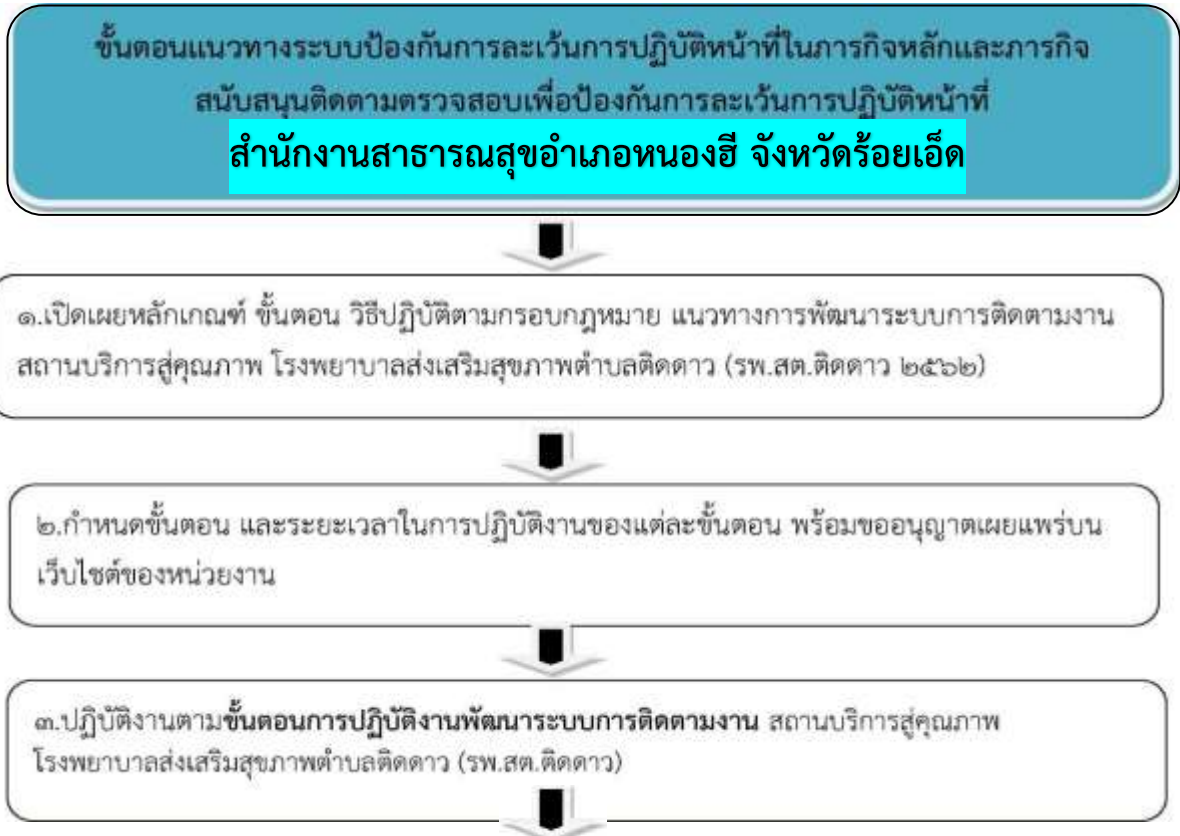 ขั้นตอนแนวทางระบบป้องกันการละเว้นการปฏิบัติหน้าที่ในภารกิจหลักและภารกิจ
สนับสนุนติดตามตรวจสอบเพื่อป้องกันการละเว้นการปฏิบัติหน้าที่
สำนักงานสาธารณสุขอำเภอหนองฮี จังหวัดร้อยเอ็ด
๑.เปิดเผยหลักเกณฑ์ ขั้นตอน วิธีปฏิบัติตามกรอบกฎหมาย แนวทางการพัฒนาระบบการติดตามงาน
สถานบริการสู่คุณภาพ โรงพยาบาลส่งเสริมสุขภาพตำบลติดดาว (รพ.สต.ติดดาว ๒๕๖๒)
๒.กำหนดขั้นตอน และระยะเวลาในการปฏิบัติงานของแต่ละขั้นตอน พร้อมขออนุญาตเผยแพร่บน
เว็บไซต์ของหน่วยงาน
๓.ปฏิบัติงานตามขั้นตอนการปฏิบัติงานพัฒนาระบบการติดตามงาน สถานบริการสู่คุณภาพ
โรงพยาบาลส่งเสริมสุขภาพตำบลติดดาว (รพ.สต.ติดดาว)